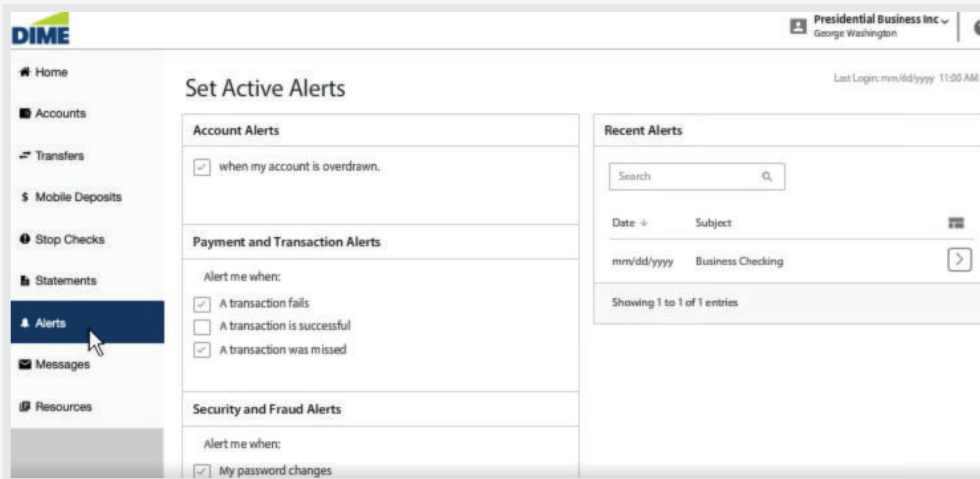 DIME
Presidential Business Inc
George Washington
Home
Accounts
Transfers
$ Mobile Deposits
Stop Checks
Statements
Alerts
Messages
Resources
Set Active Alerts
Last Login: mm/dd/yyyy 11:00 AM
Account Alerts
when my account is overdrawn.
Payment and Transaction Alerts
Alert me when:
A transaction fails
A transaction is successful
A transaction was missed
Security and Fraud Alerts
Alert me when:
My password changes
Recent Alerts
Search
Date Subject
mm/dd/yyyy Business Checking
Showing 1 to 1 of 1 entries